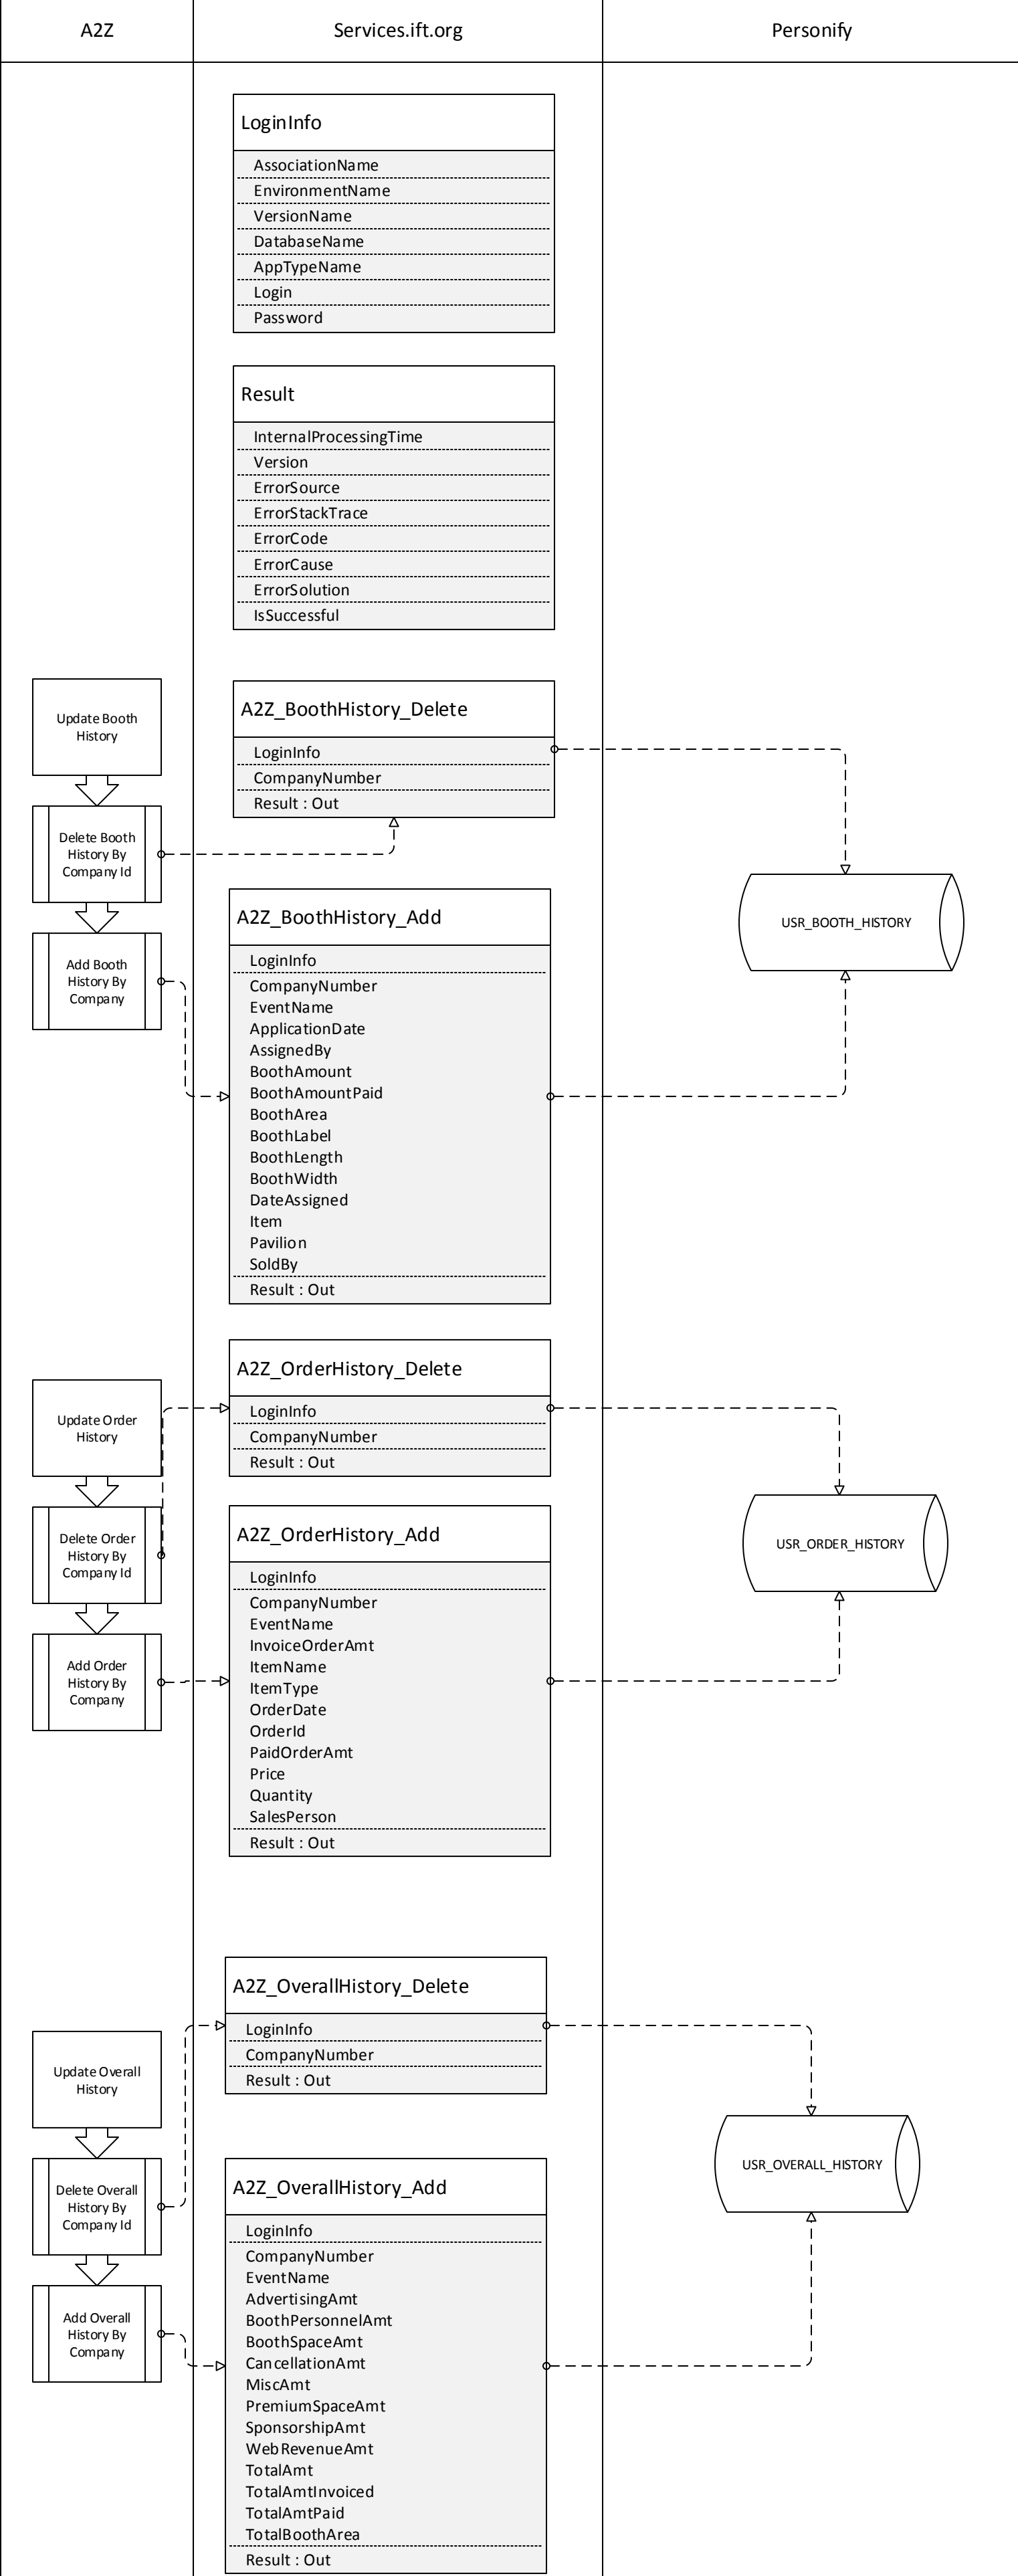 A2Z
Services.ift.org
Personify
LoginInfo
AssociationName
EnvironmentName
VersionName
DatabaseName
AppTypeName
Login
Password
Result
InternalProcessingTime
Version
ErrorSource
ErrorStackTrace
ErrorCode
ErrorCause
ErrorSolution
IsSuccessful
Update Booth
History
Delete Booth
History By
Company Id
Add Booth
History By
Company
A2Z_BoothHistory_Delete
LoginInfo
CompanyNumber
Result : Out
A2Z_BoothHistory_Add
LoginInfo
CompanyNumber
EventName
ApplicationDate
AssignedBy
BoothAmount
BoothAmountPaid
BoothArea
BoothLabel
BoothLength
BoothWidth
DateAssigned
Item
Pavilion
SoldBy
Result : Out
USR_BOOTH_HISTORY
Update Order
History
Delete Order
History By
Company Id
Add Order
History By
Company
A2Z_OrderHistory_Delete
LoginInfo
CompanyNumber
Result : Out
A2Z_OrderHistory_Add
LoginInfo
CompanyNumber
EventName
InvoiceOrderAmt
ItemName
ItemType
OrderDate
OrderId
PaidOrderAmt
Price
Quantity
SalesPerson
Result : Out
USR_ORDER_HISTORY
Update Overall
History
Delete Overall
History By
Company Id
Add Overall
History By
Company
A2Z_OverallHistory_Delete
LoginInfo
CompanyNumber
Result : Out
A2Z_OverallHistory_Add
LoginInfo
CompanyNumber
EventName
AdvertisingAmt
BoothPersonnelAmt
BoothSpaceAmt
CancellationAmt
MiscAmt
PremiumSpaceAmt
SponsorshipAmt
WebRevenueAmt
TotalAmt
TotalAmtInvoiced
TotalAmtPaid
TotalBoothArea
Result : Out
USR_OVERALL_HISTORY